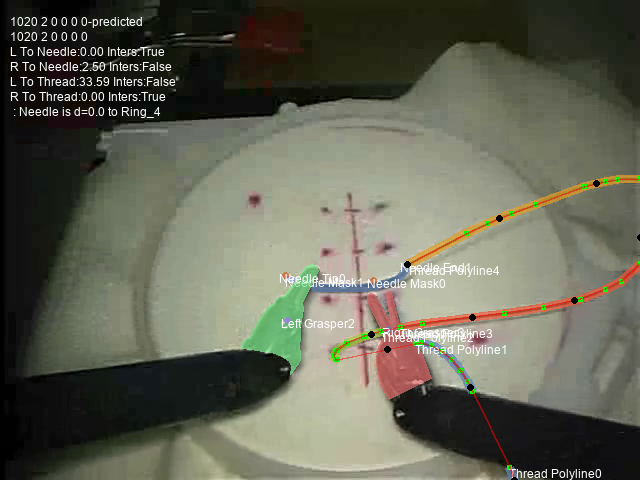 1020 2 0 0 0 0-predicted
1020 2 0 0 0 0
L To Needle:0.00 Inters:True
R To Needle:2.50 Inters:False
L To Thread:33.59 Inters:False
R To Thread:0.00 Inters:True
: Needle is d=0.0 to Ring_4
Needle End1
Thread Polyline4
Needle Tip0
Needle Mask1
Needle Mask0
Left Grasper2
Right Grasper3
Thread Polyline3
Thread Polyline2
Thread Polyline1
Thread Polyline0